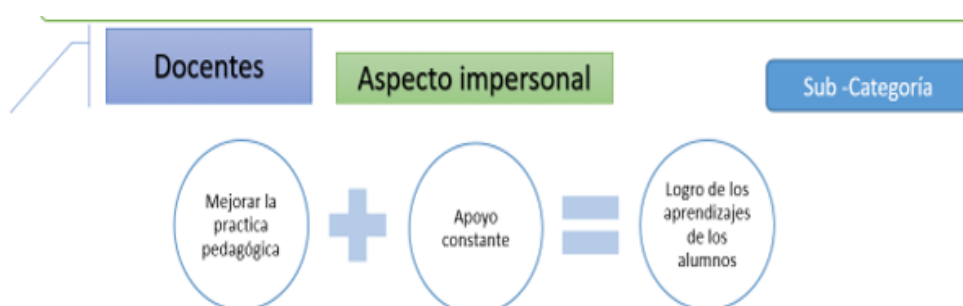 Docentes
Aspecto impersonal
Sub -Categoría
Mejorar la
practica
pedagógica
Apoyo
constante
Logro de los
aprendizajes
de los
alumnos